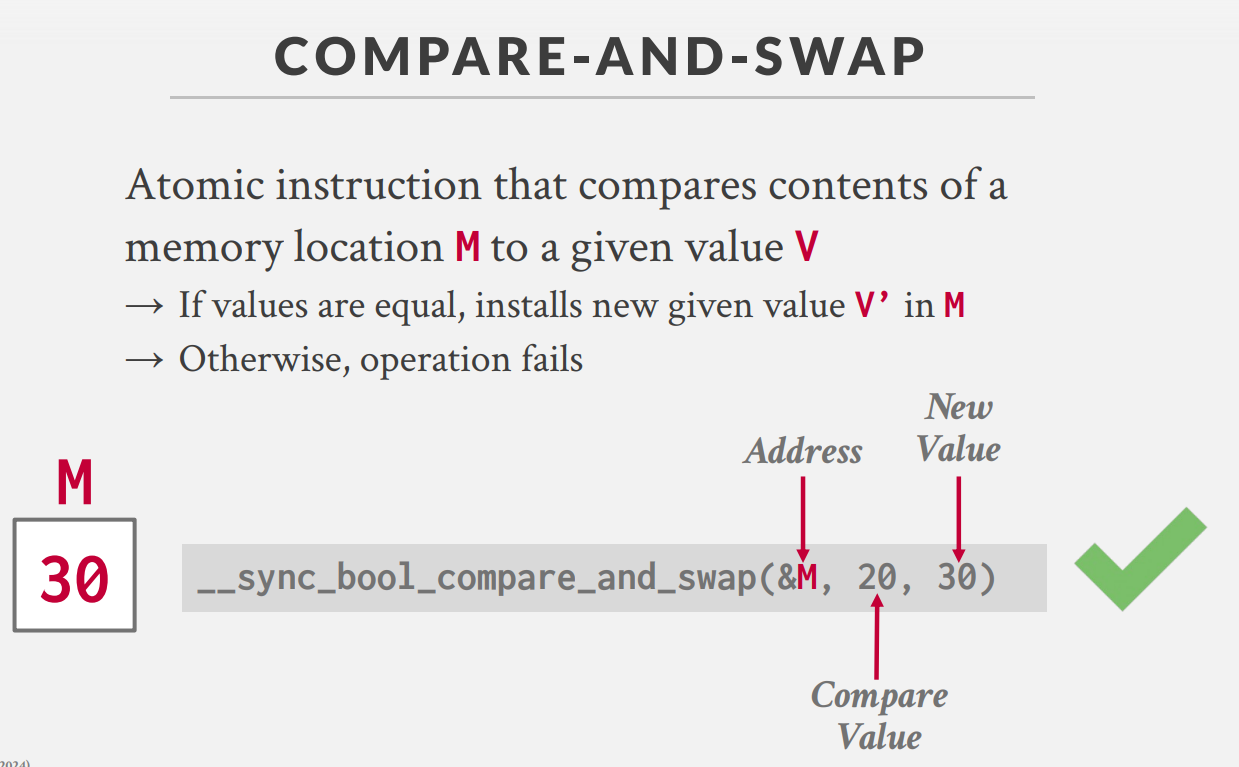 COMPARE-AND-SWAP
Atomic instruction that compares contents of a
memory location M to a given value V
→ If values are equal, installs new given value V’ in M
→ Otherwise, operation fails
New
Value
Address
M
30
__sync_bool_compare_and_swap(&M, 20, 30)
Compare
Value
2024)